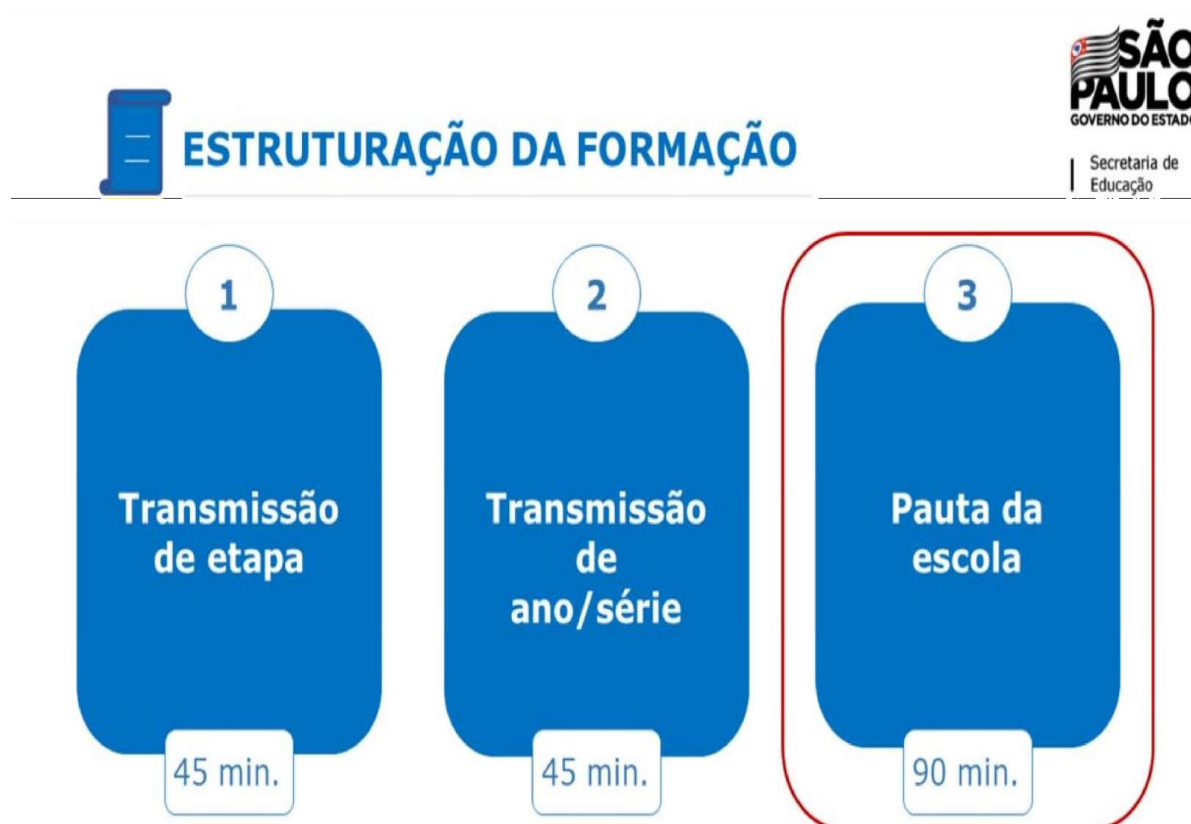 SÃO
PAULO
GOVERNO DO ESTADO
Secretaria de
Educação
ESTRUTURAÇÃO DA FORMAÇÃO
1
Transmissão
de etapa
45 min.
2
Transmissão
de
ano/série
45 min.
3
Pauta da
escola
90 min.